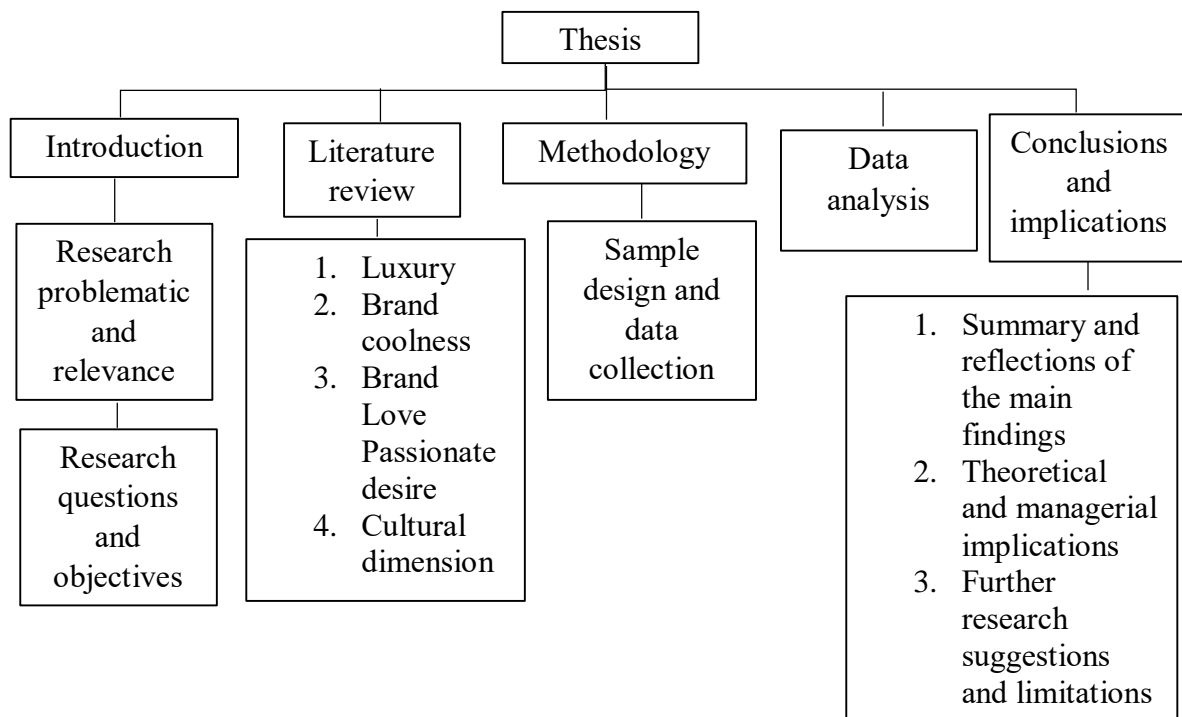 Thesis
Introduction
Research
problematic
and
relevance
Research
questions
and
objectives
Literature
review
1. Luxury
2. Brand
coolness
3. Brand
Love
Passionate
desire
4. Cultural
dimension
Methodology
Sample
design and
data
collection
Data
analysis
Conclusions
and
implications
1. Summary and
reflections of
the main
findings
2. Theoretical
and managerial
implications
3. Further
research
suggestions
and limitations